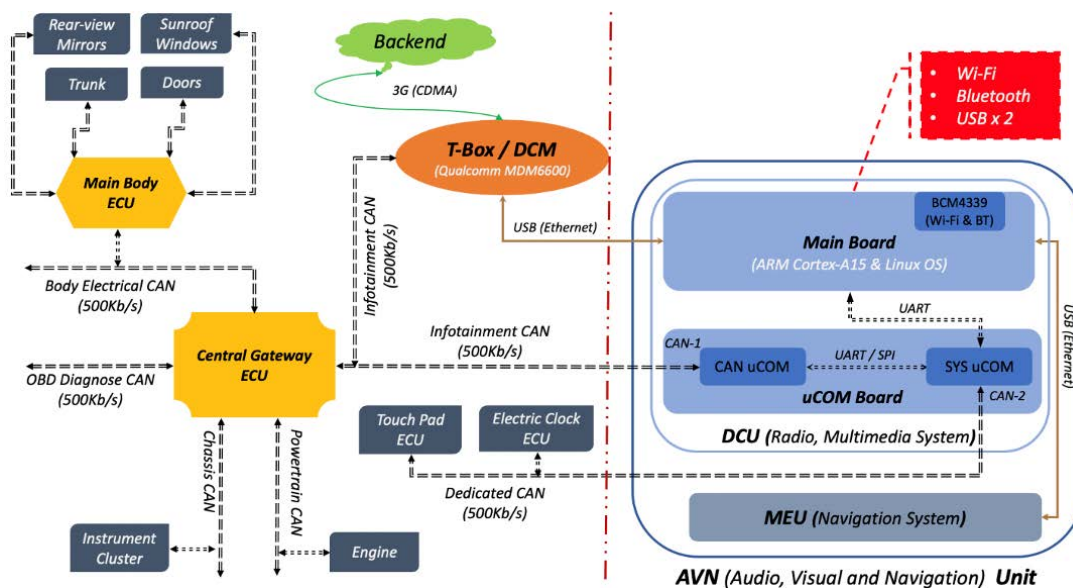 Rear-view
Mirrors
Sunroof
Windows
Trunk
Doors
Main Body
ECU
Body Electrical CAN
(500Kb/s)
Central Gateway
ECU
OBD Diagnose CAN
(500Kb/s)
Chassis CAN
Powertrain CAN
Instrument
Cluster
Engine
Backend
3G (CDMA)
T-Box / DCM
(Qualcomm MDM6600)
Infotainment CAN
(500Kb/s)
USB (Ethernet)
Infotainment CAN
(500Kb/s)
Touch Pad
ECU
Electric Clock
ECU
Dedicated CAN
(500Kb/s)
• Wi-Fi
• Bluetooth
• USB x 2
BCM4339
(Wi-Fi & BT)
Main Board
(ARM Cortex-A15 & Linux OS)
UART
CAN-1
CAN uCOM
UART / SPI
SYS uCOM
uCOM Board
CAN-2
DCU (Radio, Multimedia System)
USB (Ethernet)
MEU (Navigation System)
AVN (Audio, Visual and Navigation) Unit